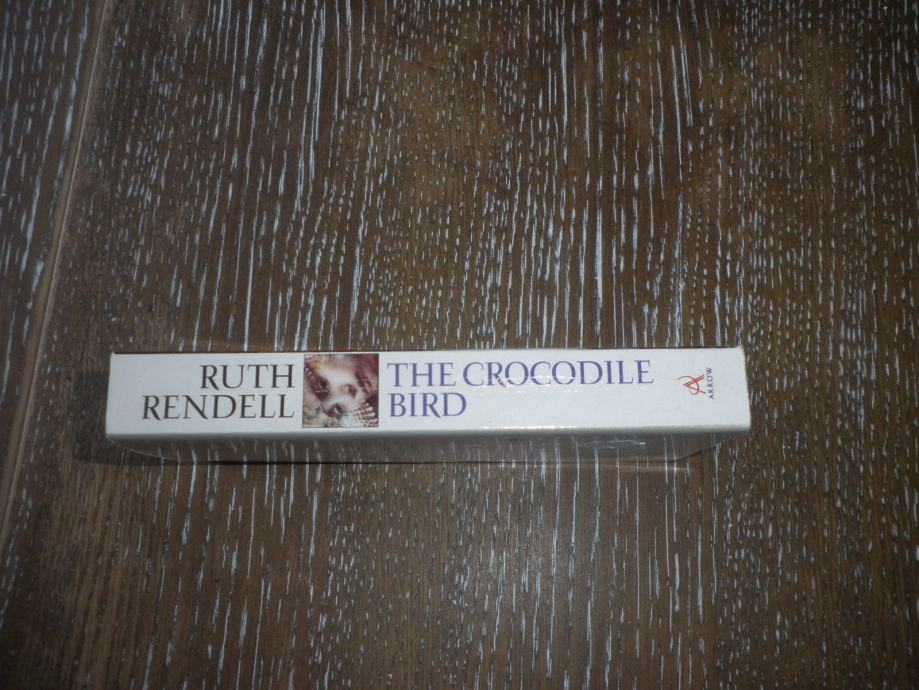 RUTH
RENDELL
THE CROCODILE
BIRD
ARROW